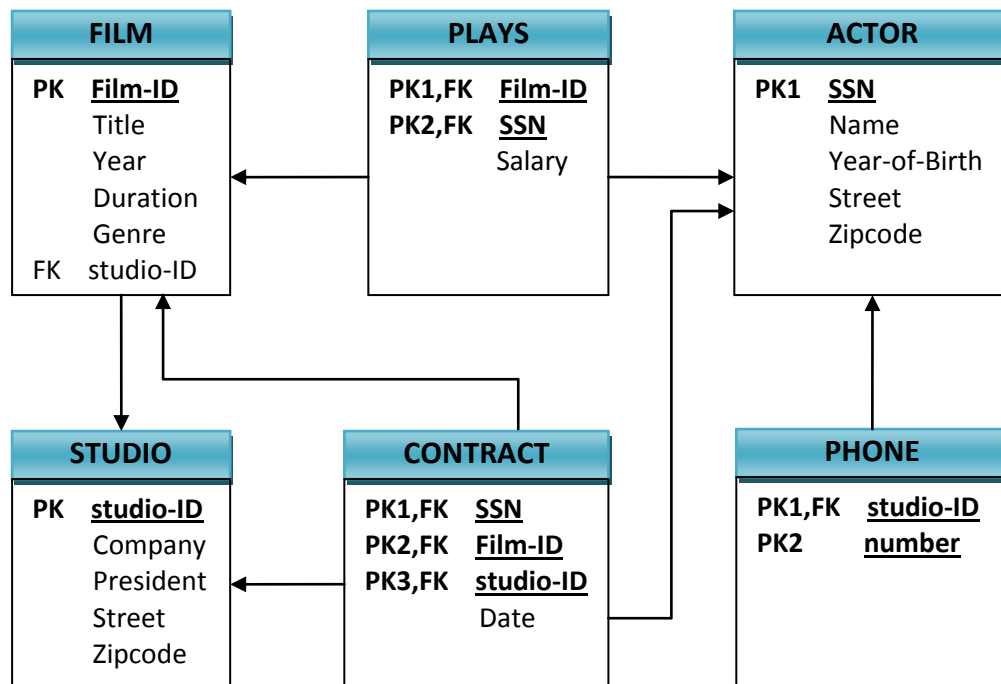 FILM
PK Film-ID
Title
Year
Duration
Genre
FK studio-ID
PLAYS
PK1,FK Film-ID
PK2,FK SSN
Salary
ACTOR
PK1 SSN
Name
Year-of-Birth
Street
Zipcode
STUDIO
PK studio-ID
Company
President
Street
Zipcode
CONTRACT
PK1,FK SSN
PK2,FK Film-ID
PK3,FK studio-ID
Date
PHONE
PK1,FK studio-ID
PK2 number